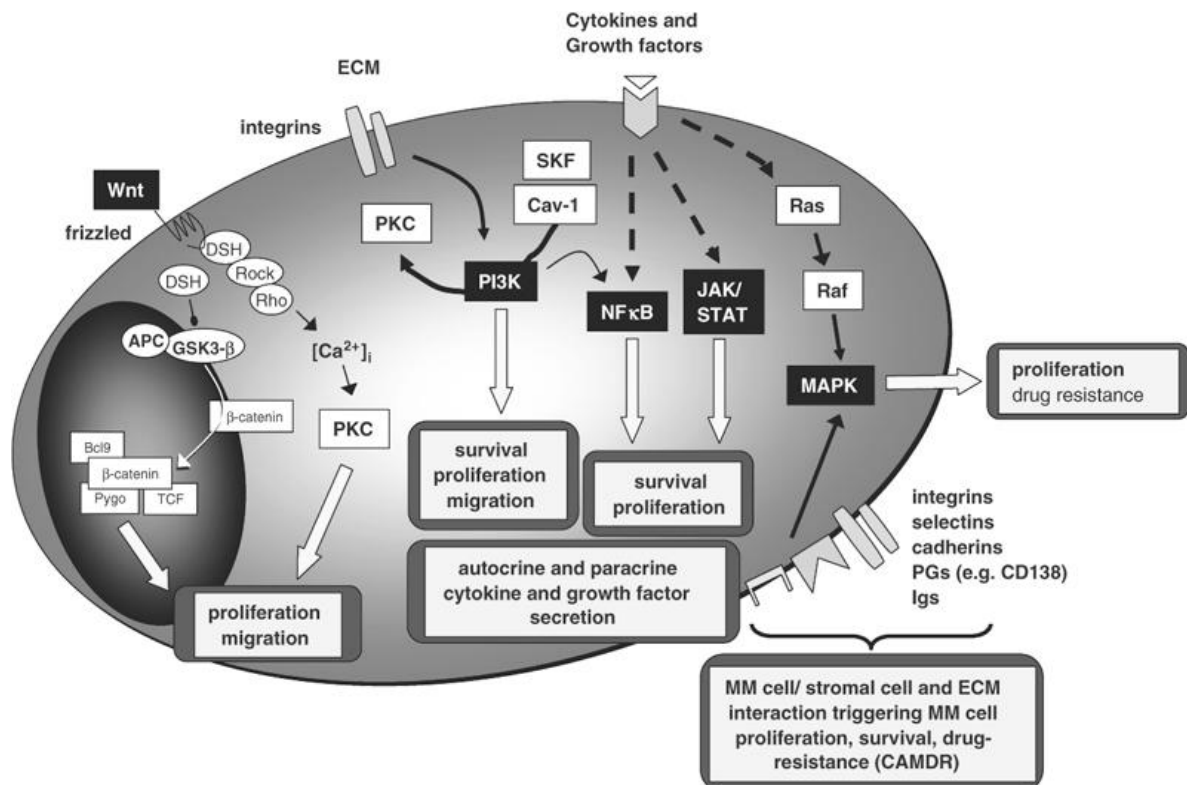 Cytokines and
Growth factors
ECM
integrins
SKF
Cav-1
Wnt
frizzled
PKC
Ras
DSH
Rock
Rho
DSH
PI3K
Raf
NFκB
JAK/
STAT
APC
GSK3-β
[Ca²⁺]ᵢ
MAPK
proliferation
drug resistance
β-catenin
PKC
Bcl9
β-catenin
Pygo
TCF
survival
proliferation
migration
survival
proliferation
integrins
selectins
cadherins
PGs (e.g. CD138)
Igs
autocrine and paracrine
cytokine and growth factor
secretion
proliferation
migration
MM cell/ stromal cell and ECM
interaction triggering MM cell
proliferation, survival, drug-
resistance (CAMDR)